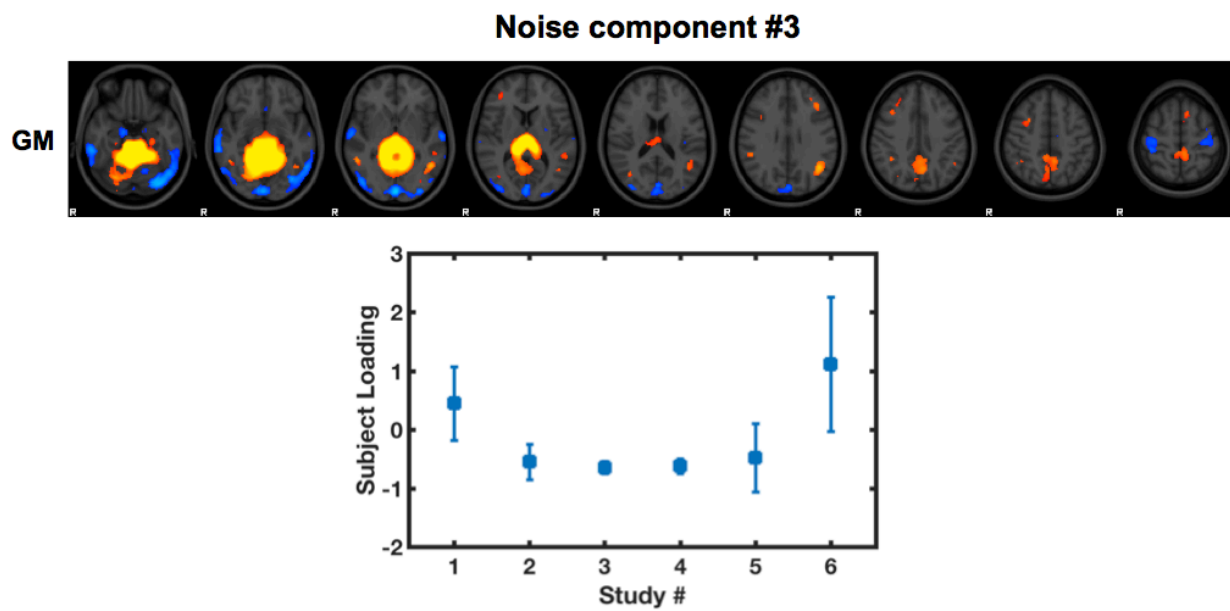 Noise component #3
GM
R R R R R R R R R
3
2
1
0
-1
-2
Subject Loading
1 2 3 4 5 6
Study #